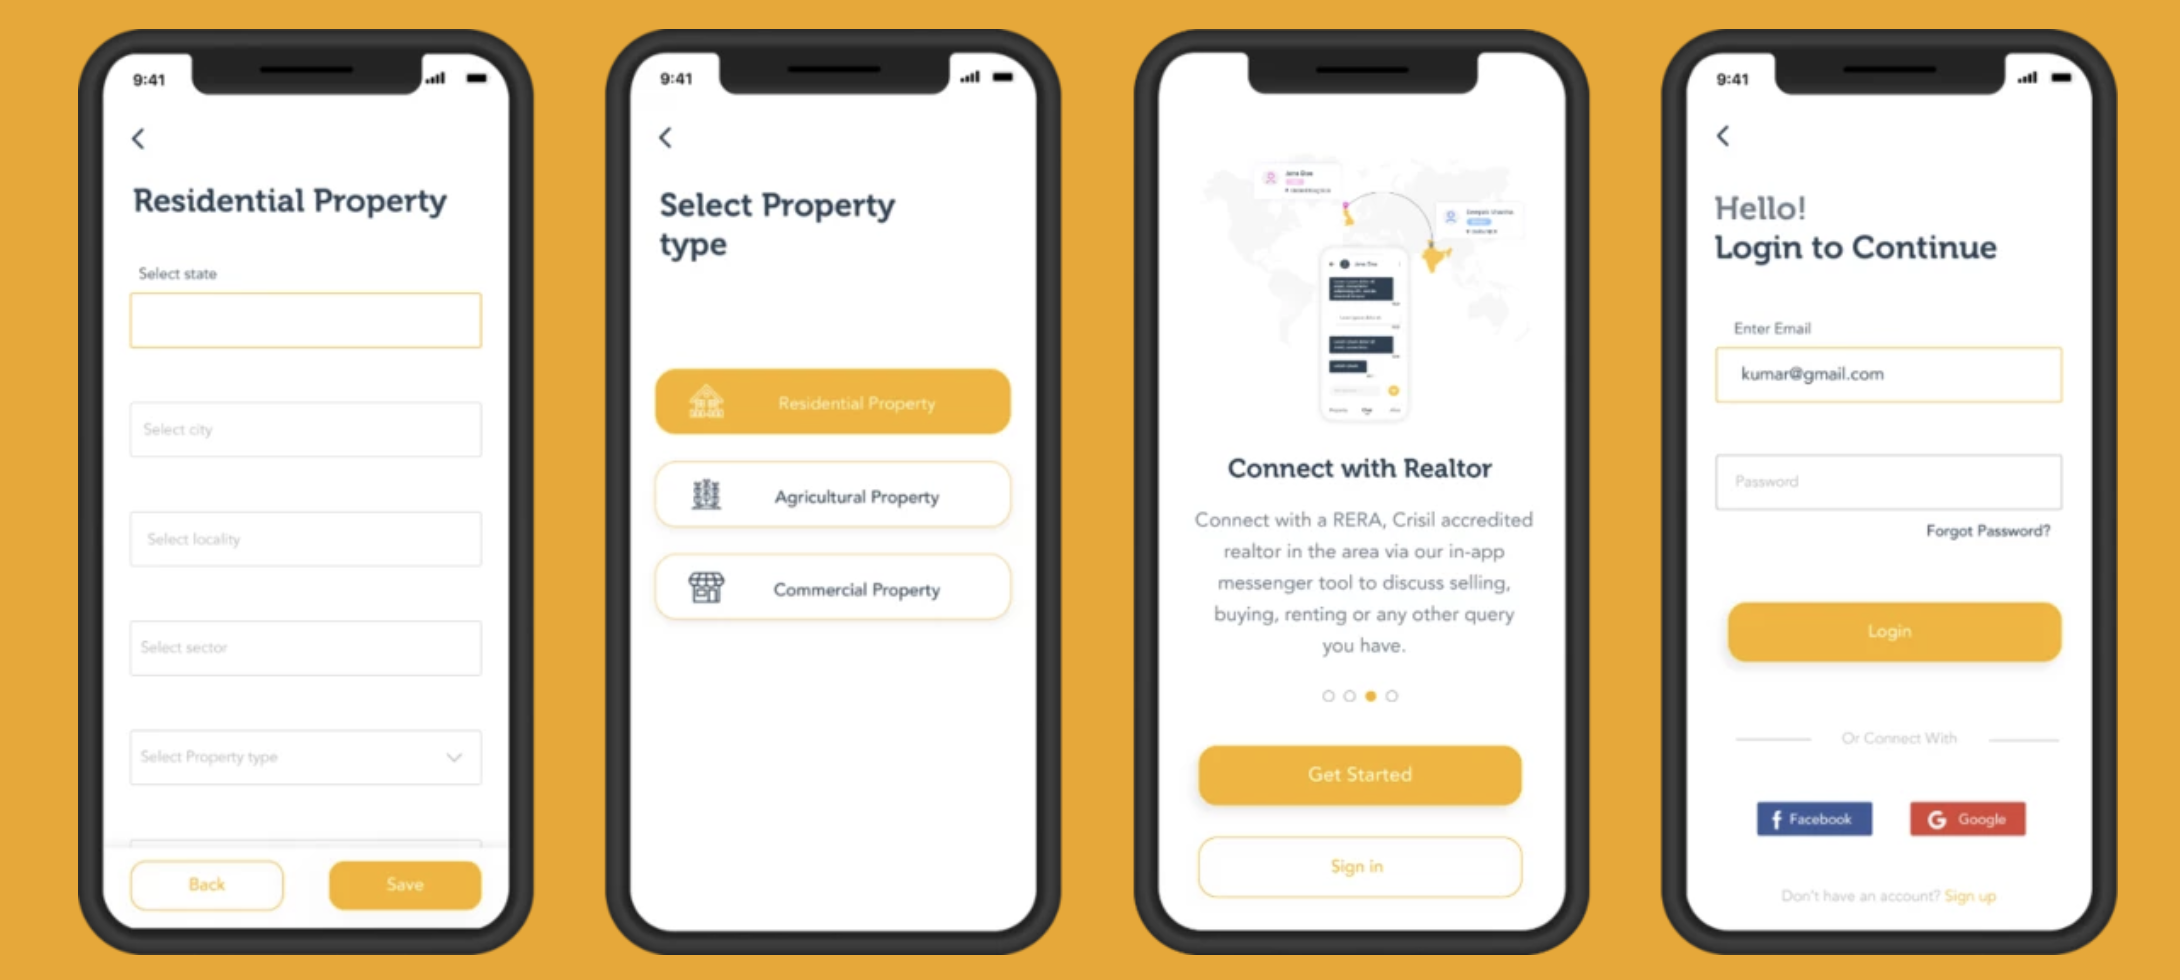 9:41
Residential Property
Select state
Select city
Select locality
Select sector
Select Property type
Back
Save
9:41
Select Property
type
Residential Property
Agricultural Property
Commercial Property
Jane Doe
Jane Doe
Connect with Realtor
Connect with a RERA, Crisil accredited
realtor in the area via our in-app
messenger tool to discuss selling,
buying, renting or any other query
you have.
Get Started
Sign in
9:41
Hello!
Login to Continue
Enter Email
kumar@gmail.com
Password
Forgot Password?
Login
Or Connect With
f Facebook
G Google
Don't have an account? Sign up